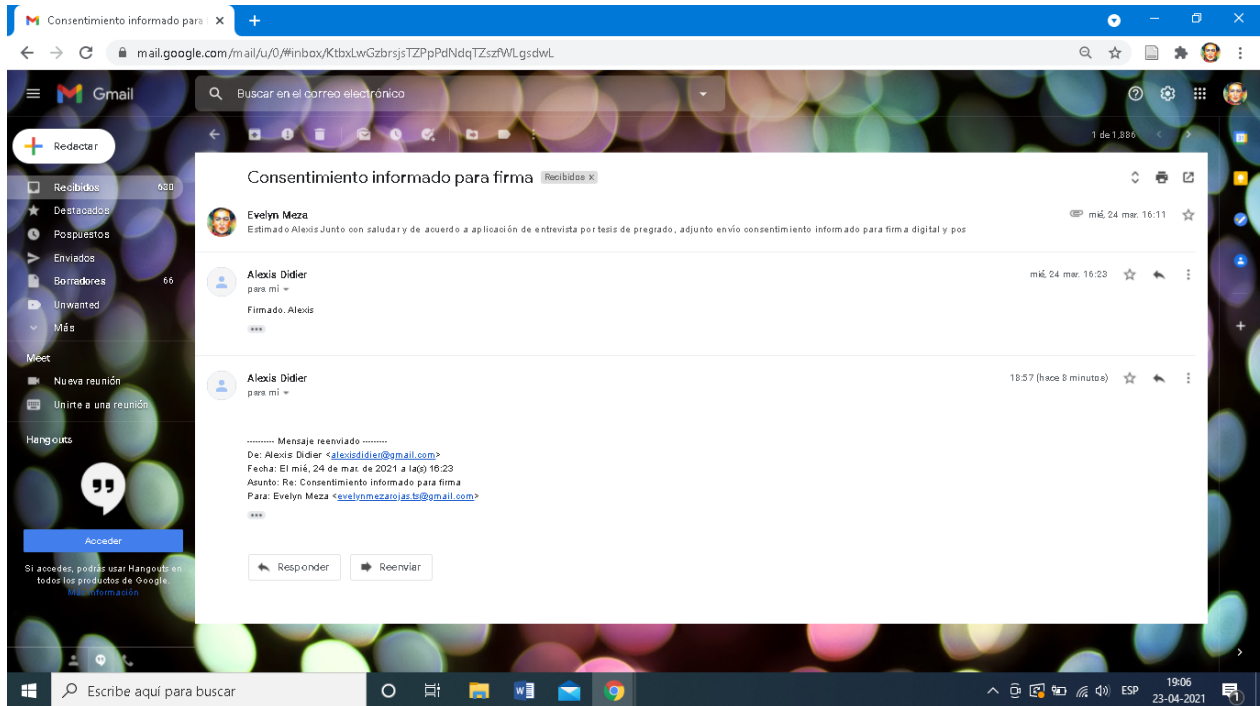 Consentimiento informado para
mail.google.com/mail/u/0/#inbox/KtbxLwGzbrsjsTZPpPdNdqTZszfWLgsdwL
Gmail
Buscar en el correo electrónico
Redactar
1 de 1,886
Recibidos 630
Destacados
Pospuestos
Enviados
Borradores 66
Unwanted
Más
Meet
Nueva reunión
Unirte a una reunión
Hangouts
Acceder
Si accedes, podrás usar Hangouts en
todos los productos de Google.
Más información
Consentimiento informado para firma Recibidos x
Evelyn Meza mié, 24 mar. 16:11
Estimado Alexis Junto con saludar y de acuerdo a aplicación de entrevista por tesis de pregrado, adjunto envío consentimiento informado para firma digital y pos
Alexis Didier mié, 24 mar. 16:23
para mí
Firmado. Alexis
Alexis Didier 18:57 (hace 8 minutos)
para mí
---------- Mensaje reenviado ---------
De: Alexis Didier <alexisdidier@gmail.com>
Fecha: El mié, 24 de mar. de 2021 a la(s) 16:23
Asunto: Re: Consentimiento informado para firma
Para: Evelyn Meza <evelynmezarojas.ts@gmail.com>
Responder Reenviar
Escribe aquí para buscar
ESP
19:06
23-04-2021